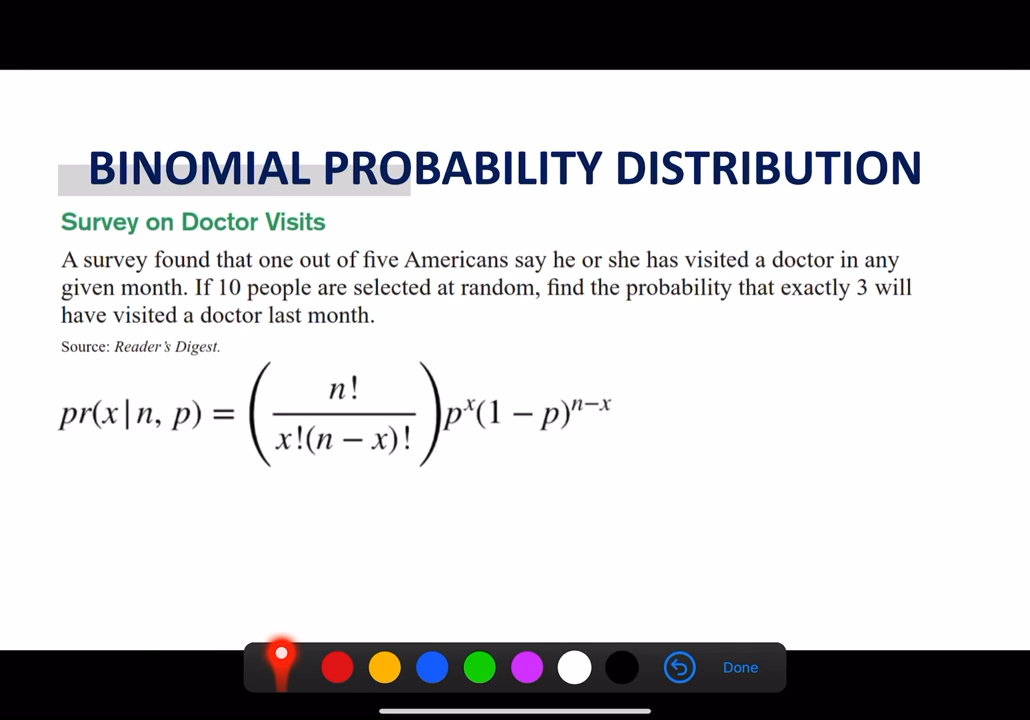 BINOMIAL PROBABILITY DISTRIBUTION
Survey on Doctor Visits
A survey found that one out of five Americans say he or she has visited a doctor in any
given month. If 10 people are selected at random, find the probability that exactly 3 will
have visited a doctor last month.
Source: Reader's Digest.
pr(x|n, p) = (n! / x!(n − x)!) pˣ(1 − p)ⁿ⁻ˣ
Done